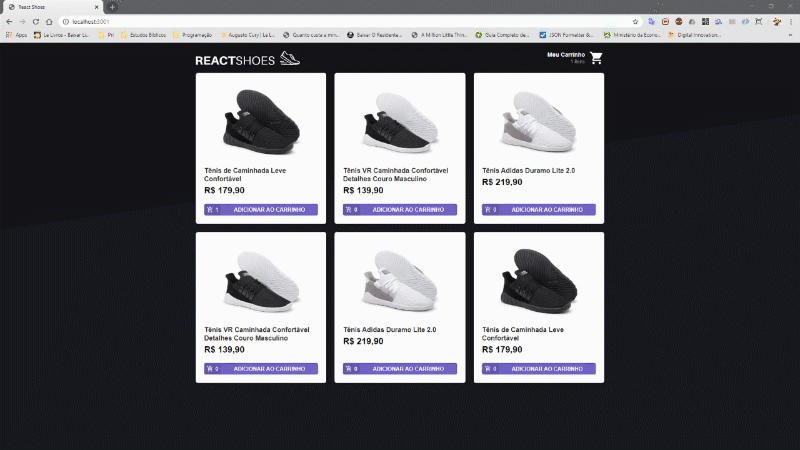 React Shoes
localhost:3001
Apps
Le Livros - Baixar Li...
Pri
Estudos Bíblicos
Programação
Augusto Cury | Le L...
Quanto custa a min...
Baixar O Residente...
A Million Little Thin...
Guia Completo de...
JSON Formatter &...
Ministério da Econo...
Digital Innovation...
REACTSHOES
Meu Carrinho
Tênis de Caminhada Leve
Confortável
R$ 179,90
1 ADICIONAR AO CARRINHO
Tênis VR Caminhada Confortável
Detalhes Couro Masculino
R$ 139,90
0 ADICIONAR AO CARRINHO
Tênis Adidas Duramo Lite 2.0
R$ 219,90
0 ADICIONAR AO CARRINHO
Tênis VR Caminhada Confortável
Detalhes Couro Masculino
R$ 139,90
0 ADICIONAR AO CARRINHO
Tênis Adidas Duramo Lite 2.0
R$ 219,90
0 ADICIONAR AO CARRINHO
Tênis de Caminhada Leve
Confortável
R$ 179,90
0 ADICIONAR AO CARRINHO